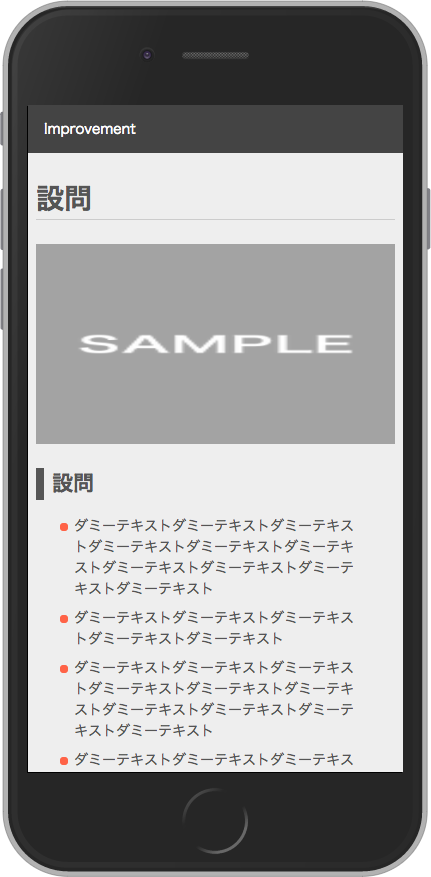 Improvement
設問
SAMPLE
設問
ダミーテキストダミーテキストダミーテキス
トダミーテキストダミーテキストダミーテキ
ストダミーテキストダミーテキストダミーテ
キストダミーテキスト
ダミーテキストダミーテキストダミーテキス
トダミーテキストダミーテキスト
ダミーテキストダミーテキストダミーテキス
トダミーテキストダミーテキストダミーテキ
ストダミーテキストダミーテキストダミーテ
キストダミーテキスト
ダミーテキストダミーテキストダミーテキス